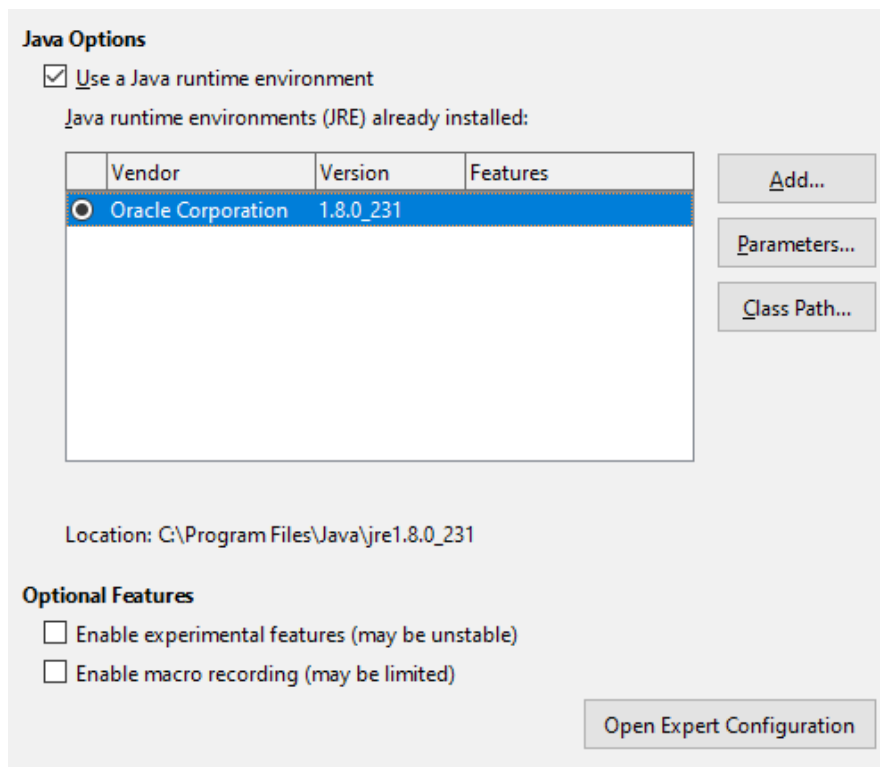 Java Options
Use a Java runtime environment
Java runtime environments (JRE) already installed:
Vendor Version Features
Add...
Oracle Corporation 1.8.0_231
Parameters...
Class Path...
Location: C:\Program Files\Java\jre1.8.0_231
Optional Features
Enable experimental features (may be unstable)
Enable macro recording (may be limited)
Open Expert Configuration